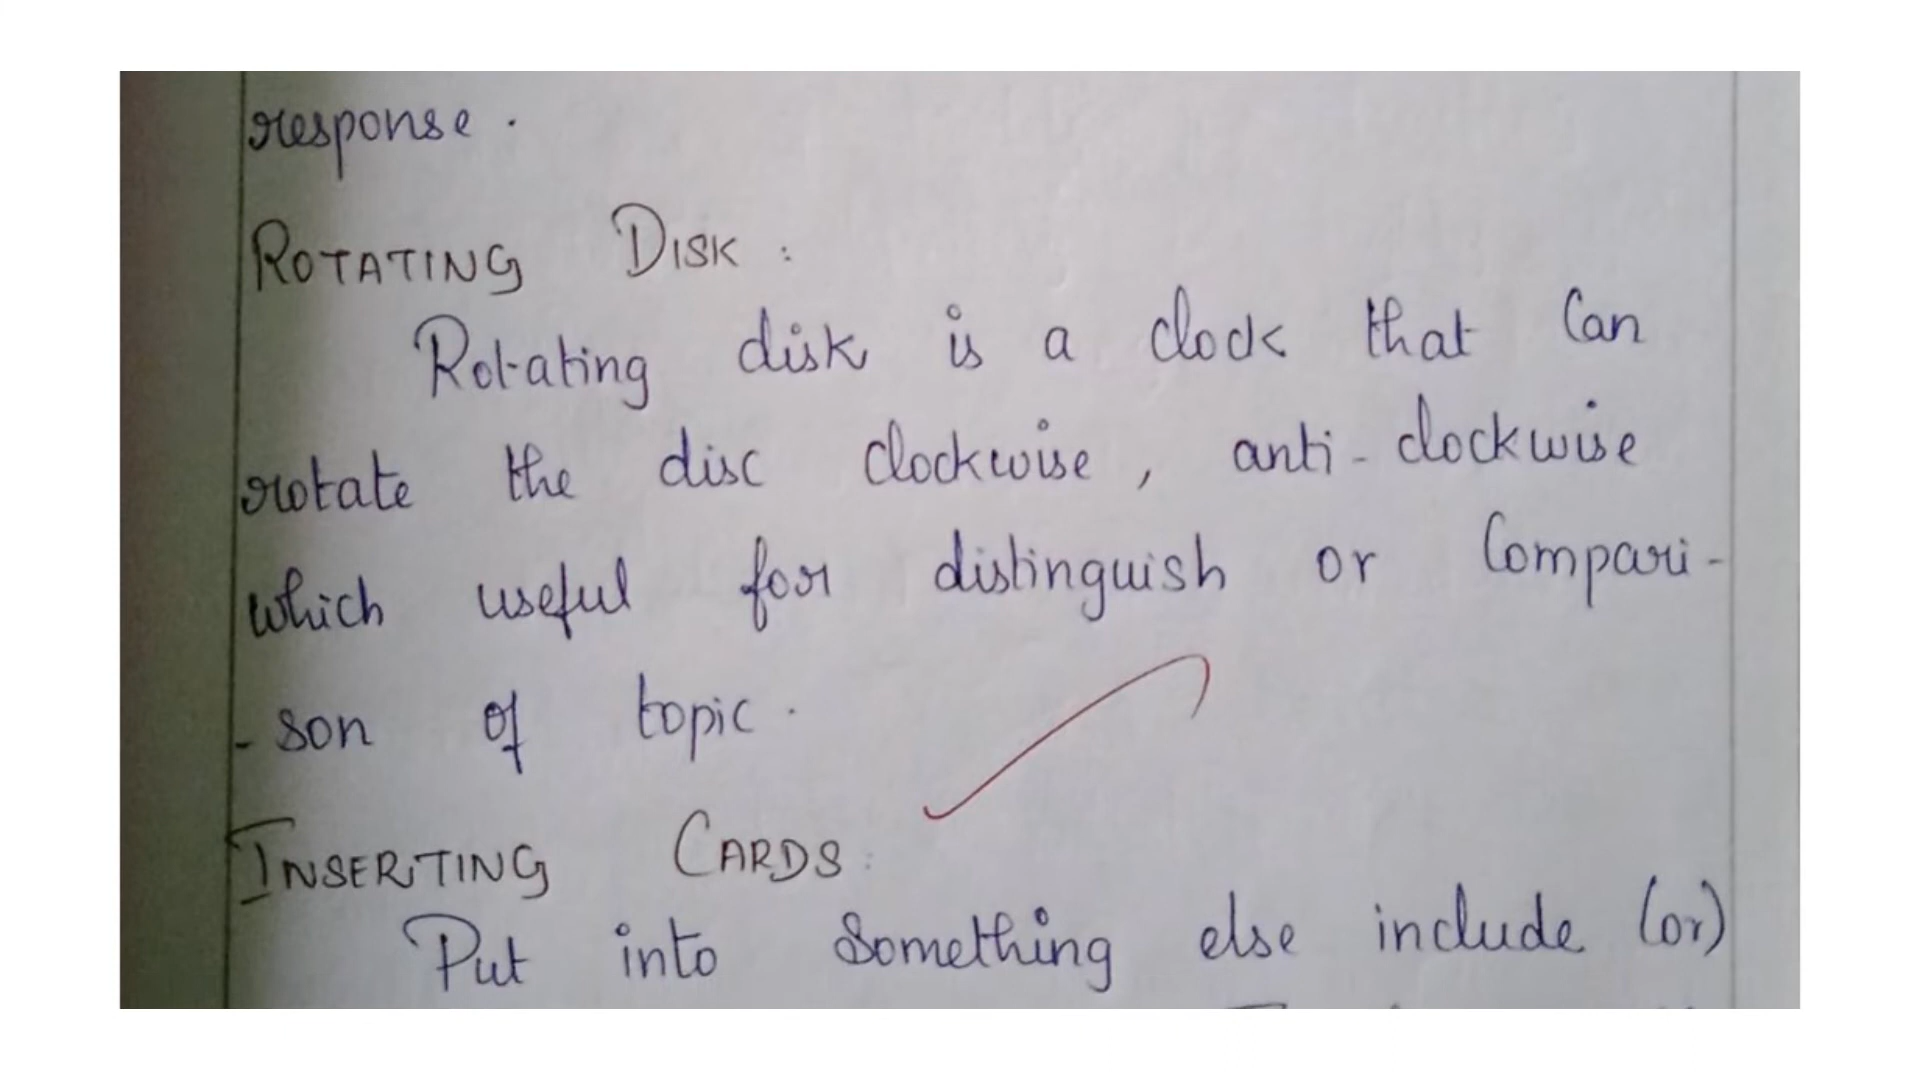 response.
ROTATING DISK:
Rotating disk is a clock that Can
rotate the disc clockwise, anti-clockwise
which useful for distinguish or Compari-
-son of topic.
INSERTING CARDS:
Put into Something else include (or)